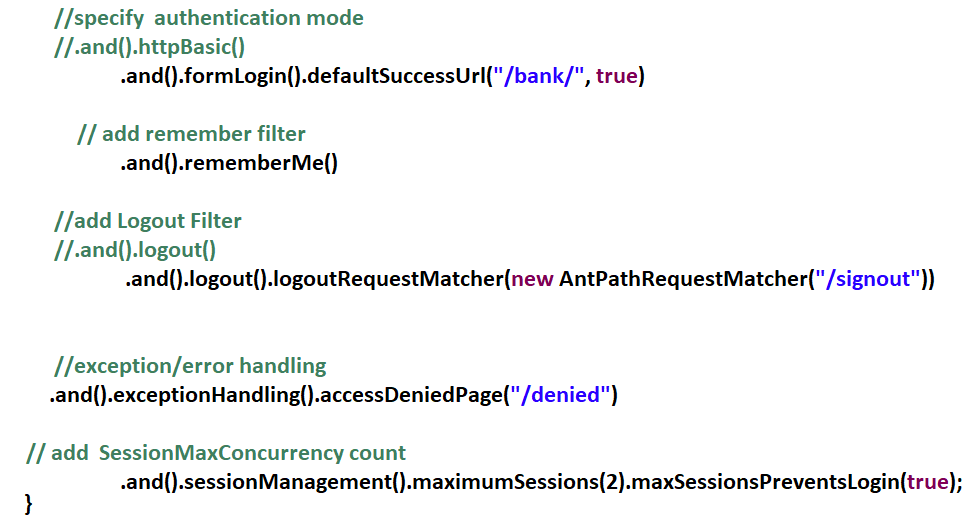 //specify  authentication mode
//.and().httpBasic()
.and().formLogin().defaultSuccessUrl("/bank/", true)
// add remember filter
.and().rememberMe()
//add Logout Filter
//.and().logout()
.and().logout().logoutRequestMatcher(new AntPathRequestMatcher("/signout"))
//exception/error handling
.and().exceptionHandling().accessDeniedPage("/denied")
// add  SessionMaxConcurrency count
.and().sessionManagement().maximumSessions(2).maxSessionsPreventsLogin(true);
}